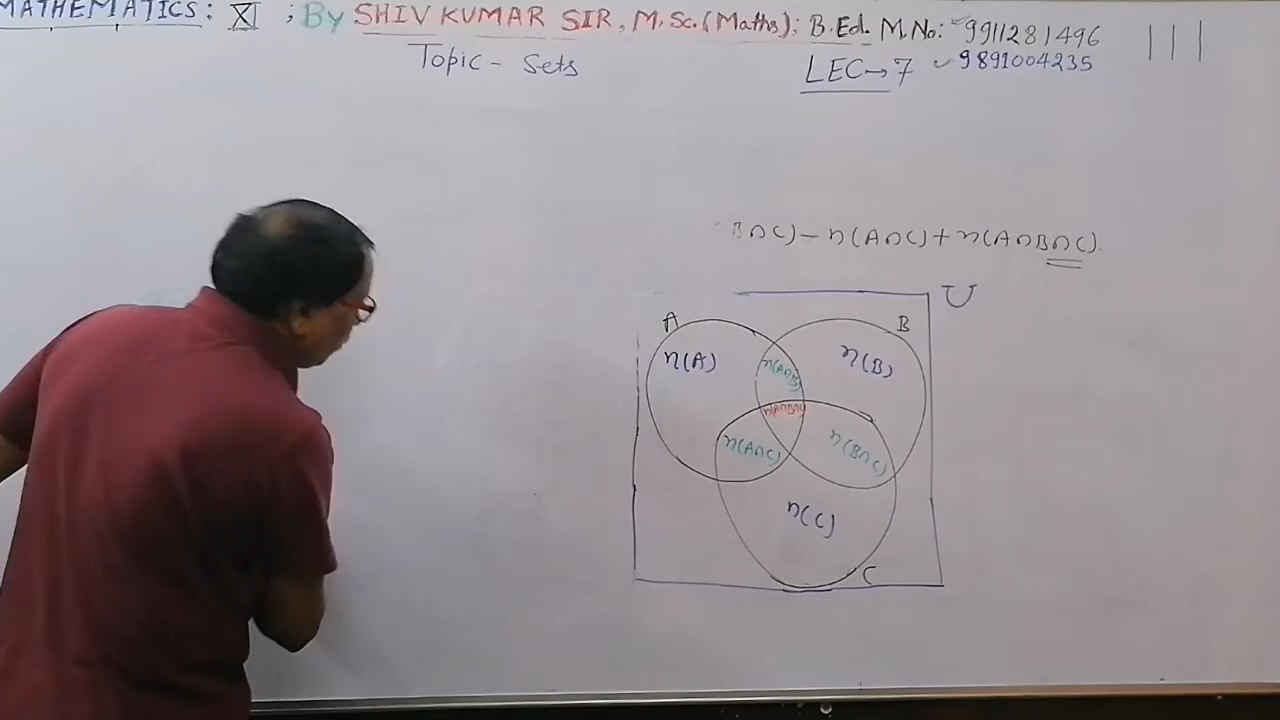 MATHEMATICS: XI ; By SHIV KUMAR SIR, M.Sc.(Maths); B.Ed. M.No: 9911281496
Topic - Sets
LEC→7 9891004235
B∩C) - n(A∩C) + n(A∩B∩C).
U
A
B
n(A)
n(A∩B)
n(B)
n(A∩B∩C)
n(A∩C)
n(B∩C)
n(C)
C